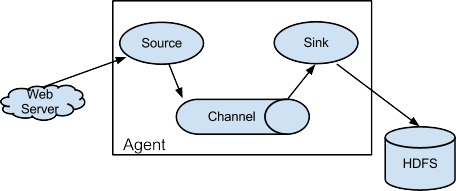 Source
Sink
Web
Server
Channel
Agent
HDFS